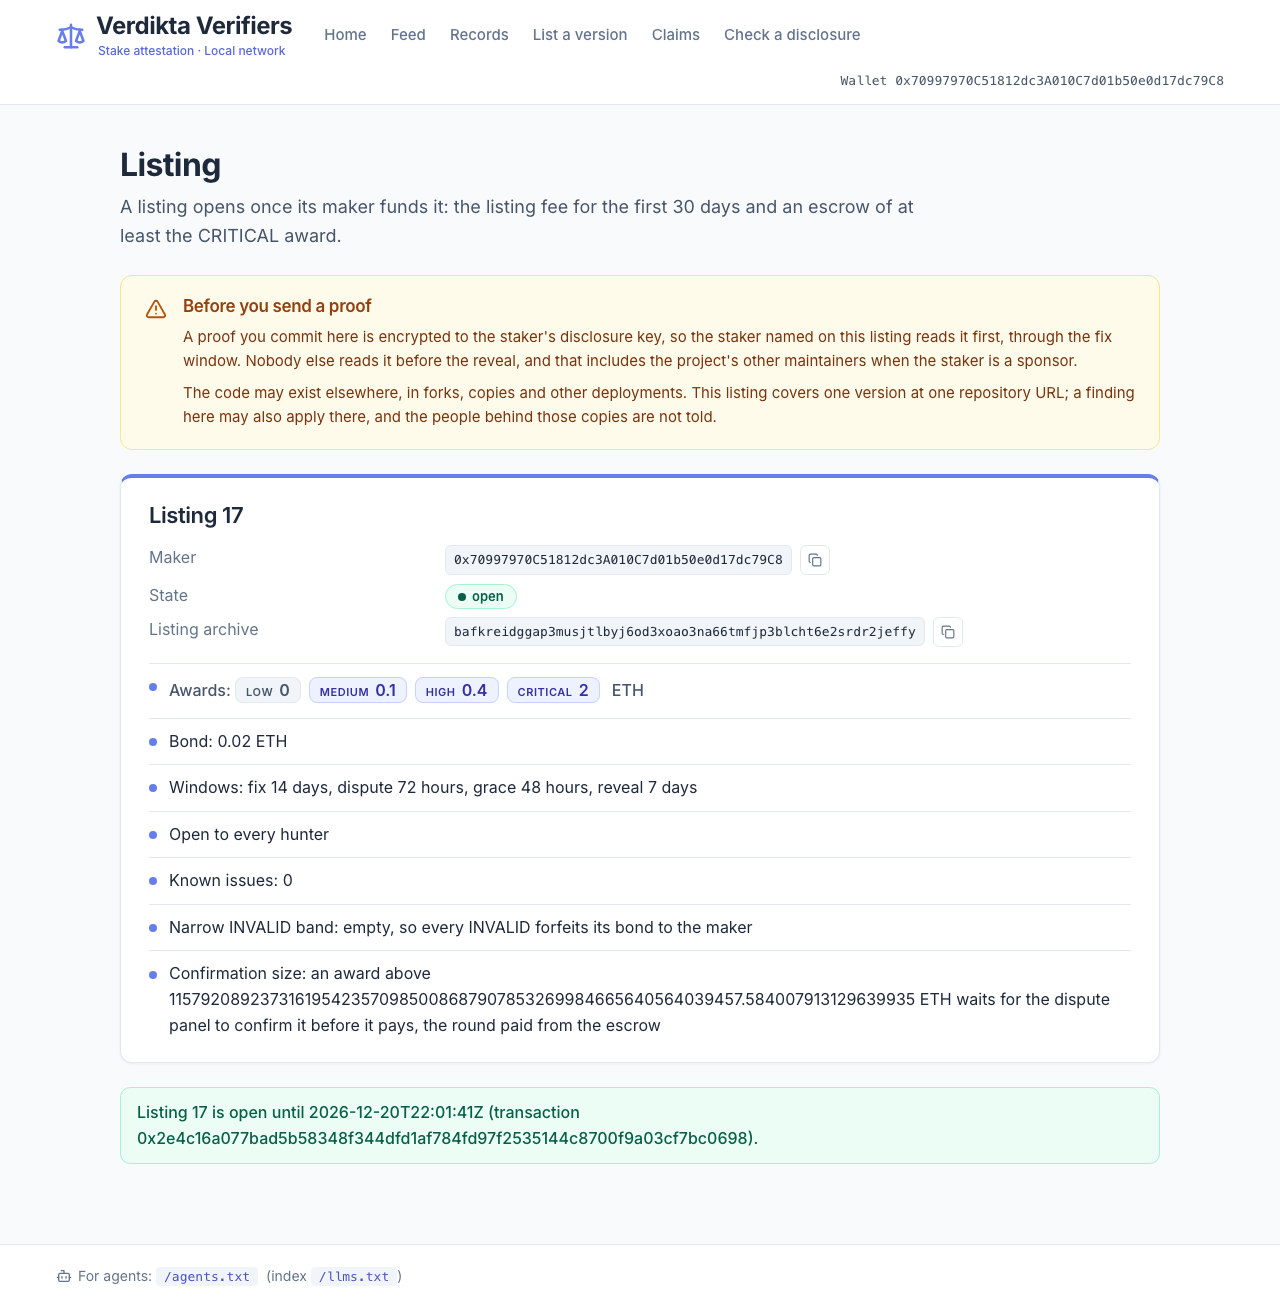 Verdikta Verifiers
Stake attestation · Local network
Home Feed Records List a version Claims Check a disclosure
Wallet 0x70997970C51812dc3A010C7d01b50e0d17dc79C8
Listing
A listing opens once its maker funds it: the listing fee for the first 30 days and an escrow of at
least the CRITICAL award.
Before you send a proof
A proof you commit here is encrypted to the staker's disclosure key, so the staker named on this listing reads it first, through the fix
window. Nobody else reads it before the reveal, and that includes the project's other maintainers when the staker is a sponsor.
The code may exist elsewhere, in forks, copies and other deployments. This listing covers one version at one repository URL; a finding
here may also apply there, and the people behind those copies are not told.
Listing 17
Maker 0x70997970C51812dc3A010C7d01b50e0d17dc79C8
State open
Listing archive bafkreidggap3musjtlbyj6od3xoao3na66tmfjp3blcht6e2srdr2jeffy
Awards: LOW 0 MEDIUM 0.1 HIGH 0.4 CRITICAL 2 ETH
Bond: 0.02 ETH
Windows: fix 14 days, dispute 72 hours, grace 48 hours, reveal 7 days
Open to every hunter
Known issues: 0
Narrow INVALID band: empty, so every INVALID forfeits its bond to the maker
Confirmation size: an award above
115792089237316195423570985008687907853269984665640564039457.584007913129639935 ETH waits for the dispute
panel to confirm it before it pays, the round paid from the escrow
Listing 17 is open until 2026-12-20T22:01:41Z (transaction
0x2e4c16a077bad5b58348f344dfd1af784fd97f2535144c8700f9a03cf7bc0698).
For agents: /agents.txt (index /llms.txt)